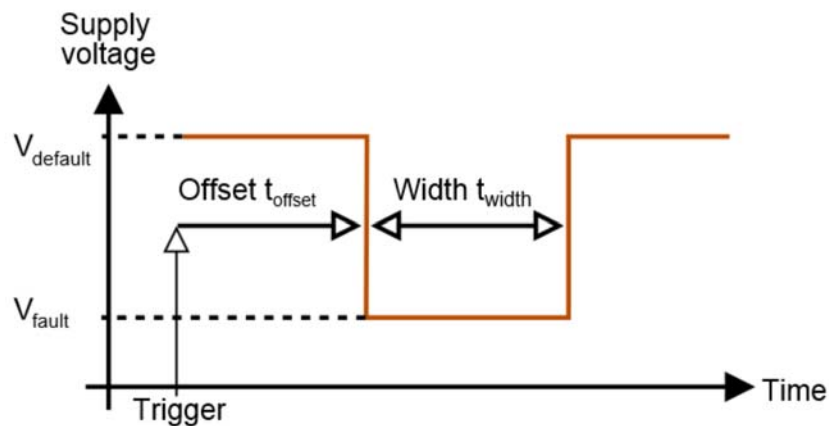 Supply
voltage
V_default
Offset t_offset
Width t_width
V_fault
Time
Trigger